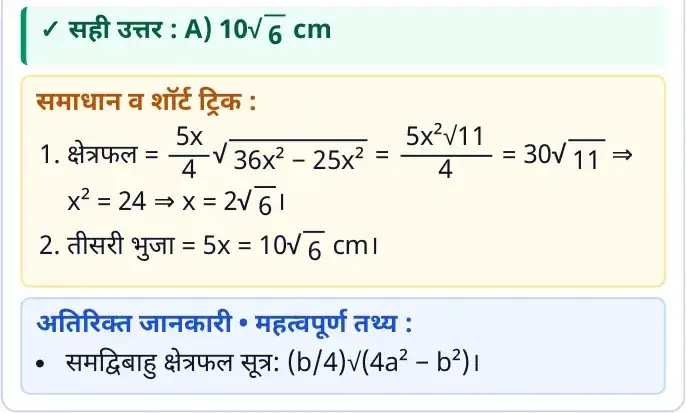 ✓ सही उत्तर : A) 10√6 cm
समाधान व शॉर्ट ट्रिक :
1. क्षेत्रफल = 5x/4 √36x² − 25x² = 5x²√11/4 = 30√11 ⇒
x² = 24 ⇒ x = 2√6।
2. तीसरी भुजा = 5x = 10√6 cm।
अतिरिक्त जानकारी • महत्वपूर्ण तथ्य :
• समद्विबाहु क्षेत्रफल सूत्र: (b/4)√(4a² − b²)।